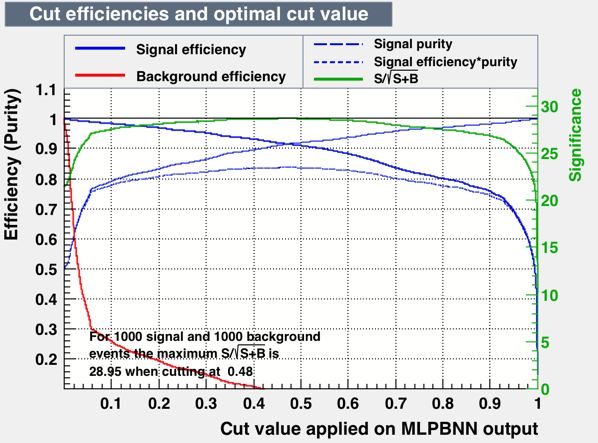 Cut efficiencies and optimal cut value
Signal efficiency
Background efficiency
Signal purity
Signal efficiency*purity
S/√S+B
Efficiency (Purity)
1.1
1
0.9
0.8
0.7
0.6
0.5
0.4
0.3
0.2
30
25
20
15
10
5
0
Significance
For 1000 signal and 1000 background
events the maximum S/√S+B is
28.95 when cutting at 0.48
0.1 0.2 0.3 0.4 0.5 0.6 0.7 0.8 0.9 1
Cut value applied on MLPBNN output